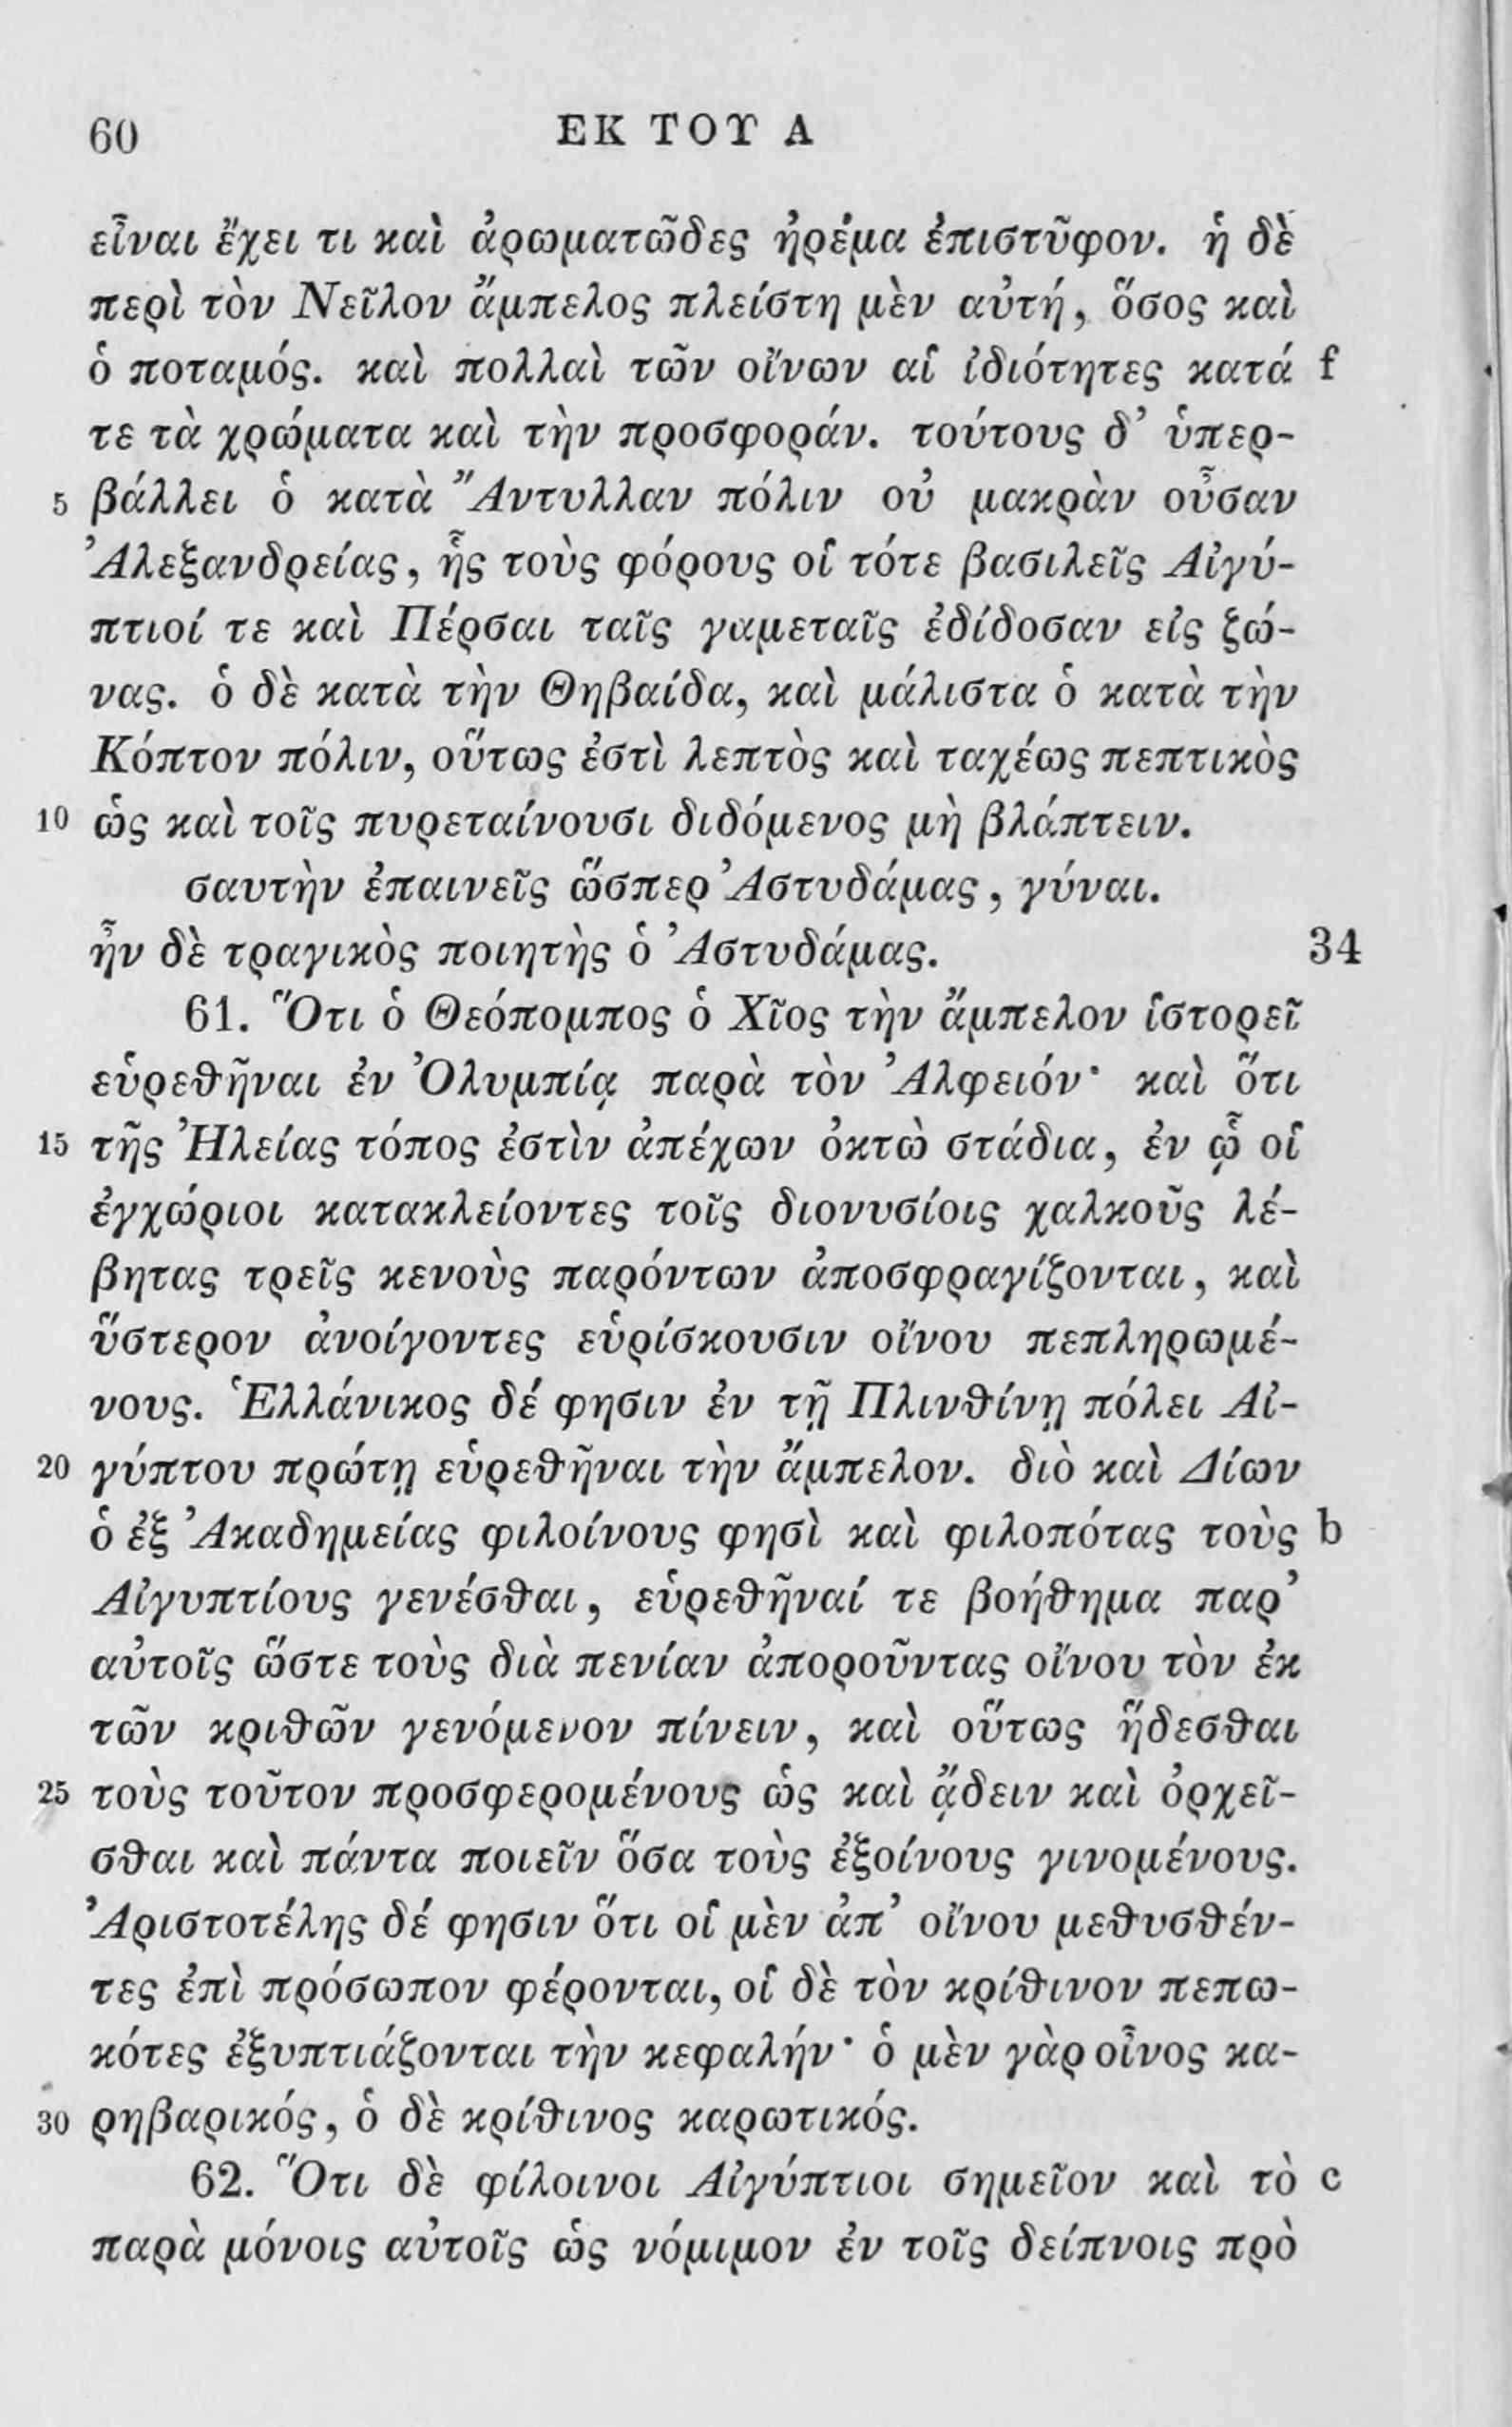 60 ΕΚ ΤΟΥ Α
εἶναι ἔχει τι καὶ ἀρωματῶδες ἠρέμα ἐπιστῦφον. ἡ δὲ
περὶ τὸν Νεῖλον ἄμπελος πλείστη μὲν αὐτή, ὅσος καὶ
ὁ ποταμός. καὶ πολλαὶ τῶν οἴνων αἱ ἰδιότητες κατά f
τε τὰ χρώματα καὶ τὴν προσφοράν. τούτους δ’ ὑπερ-
5 βάλλει ὁ κατὰ Ἄντυλλαν πόλιν οὐ μακρὰν οὖσαν
Ἀλεξανδρείας, ἧς τοὺς φόρους οἱ τότε βασιλεῖς Αἰγύ-
πτιοί τε καὶ Πέρσαι ταῖς γαμεταῖς ἐδίδοσαν εἰς ζώ-
νας. ὁ δὲ κατὰ τὴν Θηβαίδα, καὶ μάλιστα ὁ κατὰ τὴν
Κόπτον πόλιν, οὕτως ἐστὶ λεπτὸς καὶ ταχέως πεπτικὸς
10 ὡς καὶ τοῖς πυρεταίνουσι διδόμενος μὴ βλάπτειν.
σαυτὴν ἐπαινεῖς ὥσπερ Ἀστυδάμας, γύναι.
ἦν δὲ τραγικὸς ποιητὴς ὁ Ἀστυδάμας. 34
61. Ὅτι ὁ Θεόπομπος ὁ Χῖος τὴν ἄμπελον ἱστορεῖ
εὑρεθῆναι ἐν Ὀλυμπίᾳ παρὰ τὸν Ἀλφειόν· καὶ ὅτι
15 τῆς Ἠλείας τόπος ἐστὶν ἀπέχων ὀκτὼ στάδια, ἐν ᾧ οἱ
ἐγχώριοι κατακλείοντες τοῖς διονυσίοις χαλκοῦς λέ-
βητας τρεῖς κενοὺς παρόντων ἀποσφραγίζονται, καὶ
ὕστερον ἀνοίγοντες εὑρίσκουσιν οἴνου πεπληρωμέ-
νους. Ἑλλάνικος δέ φησιν ἐν τῇ Πλινθίνῃ πόλει Αἰ-
20 γύπτου πρώτῃ εὑρεθῆναι τὴν ἄμπελον. διὸ καὶ Δίων
ὁ ἐξ Ἀκαδημείας φιλοίνους φησὶ καὶ φιλοπότας τοὺς b
Αἰγυπτίους γενέσθαι, εὑρεθῆναί τε βοήθημα παρ’
αὐτοῖς ὥστε τοὺς διὰ πενίαν ἀποροῦντας οἴνου τὸν ἐκ
τῶν κριθῶν γενόμενον πίνειν, καὶ οὕτως ἥδεσθαι
25 τοὺς τοῦτον προσφερομένους ὡς καὶ ᾄδειν καὶ ὀρχεῖ-
σθαι καὶ πάντα ποιεῖν ὅσα τοὺς ἐξοίνους γινομένους.
Ἀριστοτέλης δέ φησιν ὅτι οἱ μὲν ἀπ’ οἴνου μεθυσθέν-
τες ἐπὶ πρόσωπον φέρονται, οἱ δὲ τὸν κρίθινον πεπω-
κότες ἐξυπτιάζονται τὴν κεφαλήν· ὁ μὲν γὰρ οἶνος κα-
30 ρηβαρικός, ὁ δὲ κρίθινος καρωτικός.
62. Ὅτι δὲ φίλοινοι Αἰγύπτιοι σημεῖον καὶ τὸ c
παρὰ μόνοις αὐτοῖς ὡς νόμιμον ἐν τοῖς δείπνοις πρὸ